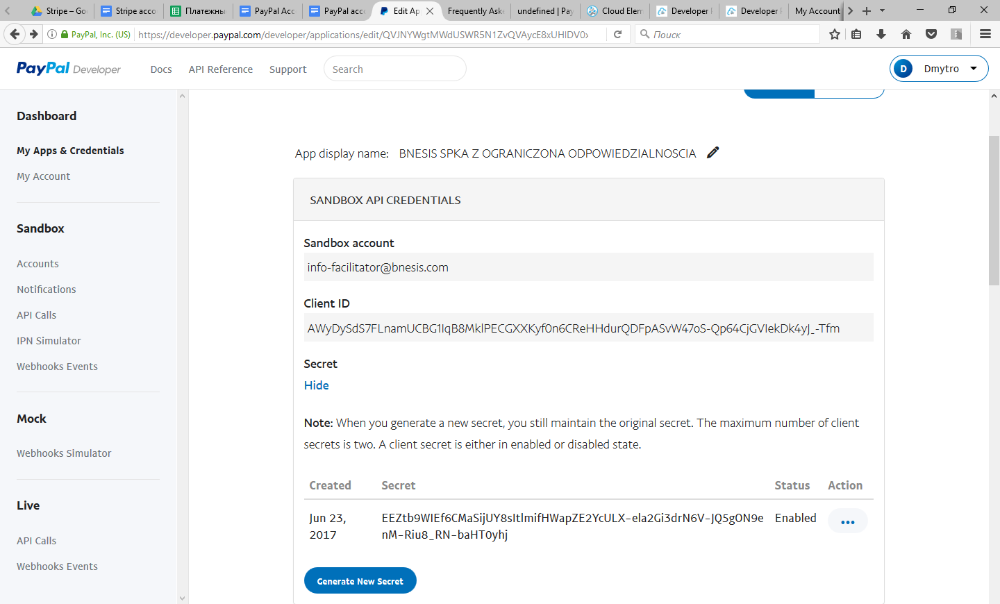 Stripe – Go
Stripe acco
Платежны
PayPal Acc
PayPal acc
Edit Ap
Frequently Aske
undefined | Pay
Cloud Elem
Developer
Developer
My Account
PayPal, Inc. (US)
https://developer.paypal.com/developer/applications/edit/QVJNYWgtMWdUSWR5N1ZvQVAycE8xUHlDV0x
Поиск
PayPal Developer
Docs
API Reference
Support
Search
D
Dmytro
Dashboard
My Apps & Credentials
My Account
Sandbox
Accounts
Notifications
API Calls
IPN Simulator
Webhooks Events
Mock
Webhooks Simulator
Live
API Calls
Webhooks Events
App display name: BNESIS SPKA Z OGRANICZONA ODPOWIEDZIALNOSCIA
SANDBOX API CREDENTIALS
Sandbox account
info-facilitator@bnesis.com
Client ID
AWyDySdS7FLnamUCBG1IqB8MklPECGXXKyf0n6CReHHdurQDFpASvW47oS-Qp64CjGVIekDk4yJ_-Tfm
Secret
Hide
Note: When you generate a new secret, you still maintain the original secret. The maximum number of client
secrets is two. A client secret is either in enabled or disabled state.
Created Secret Status Action
Jun 23,
2017
EEZtb9WIEf6CMaSijUY8sItlmifHWapZE2YcULX-ela2Gi3drN6V-JQ5gON9e
nM-Riu8_RN-baHT0yhj
Enabled
Generate New Secret